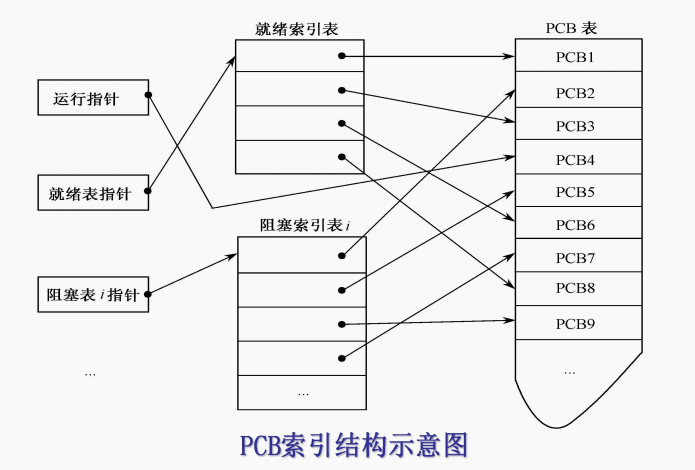 就绪索引表
PCB 表
运行指针
就绪表指针
阻塞索引表 i
阻塞表 i 指针
...
...
PCB1
PCB2
PCB3
PCB4
PCB5
PCB6
PCB7
PCB8
PCB9
...
PCB索引结构示意图